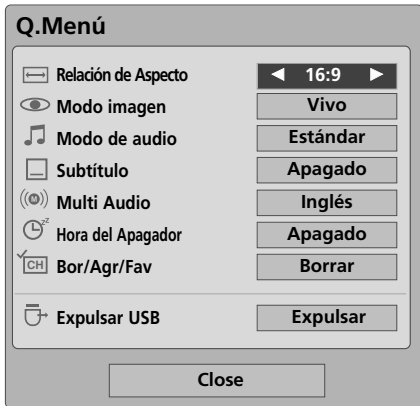 Q.Menú
Relación de Aspecto ◄ 16:9 ►
Modo imagen Vivo
Modo de audio Estándar
Subtítulo Apagado
Multi Audio Inglés
Hora del Apagador Apagado
CH Bor/Agr/Fav Borrar
Expulsar USB Expulsar
Close